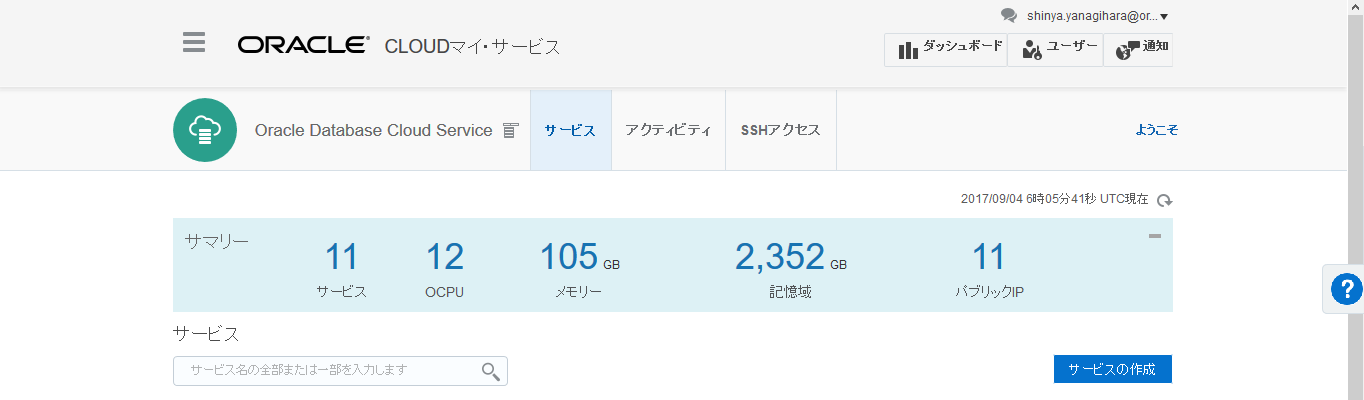 shinya.yanagihara@or...
ORACLE CLOUDマイ・サービス
ダッシュボード ユーザー 通知
Oracle Database Cloud Service サービス アクティビティ SSHアクセス ようこそ
2017/09/04 6時05分41秒 UTC現在
サマリー 11 12 105 GB 2,352 GB 11
サービス OCPU メモリー 記憶域 パブリックIP
?
サービス
サービス名の全部または一部を入力します サービスの作成